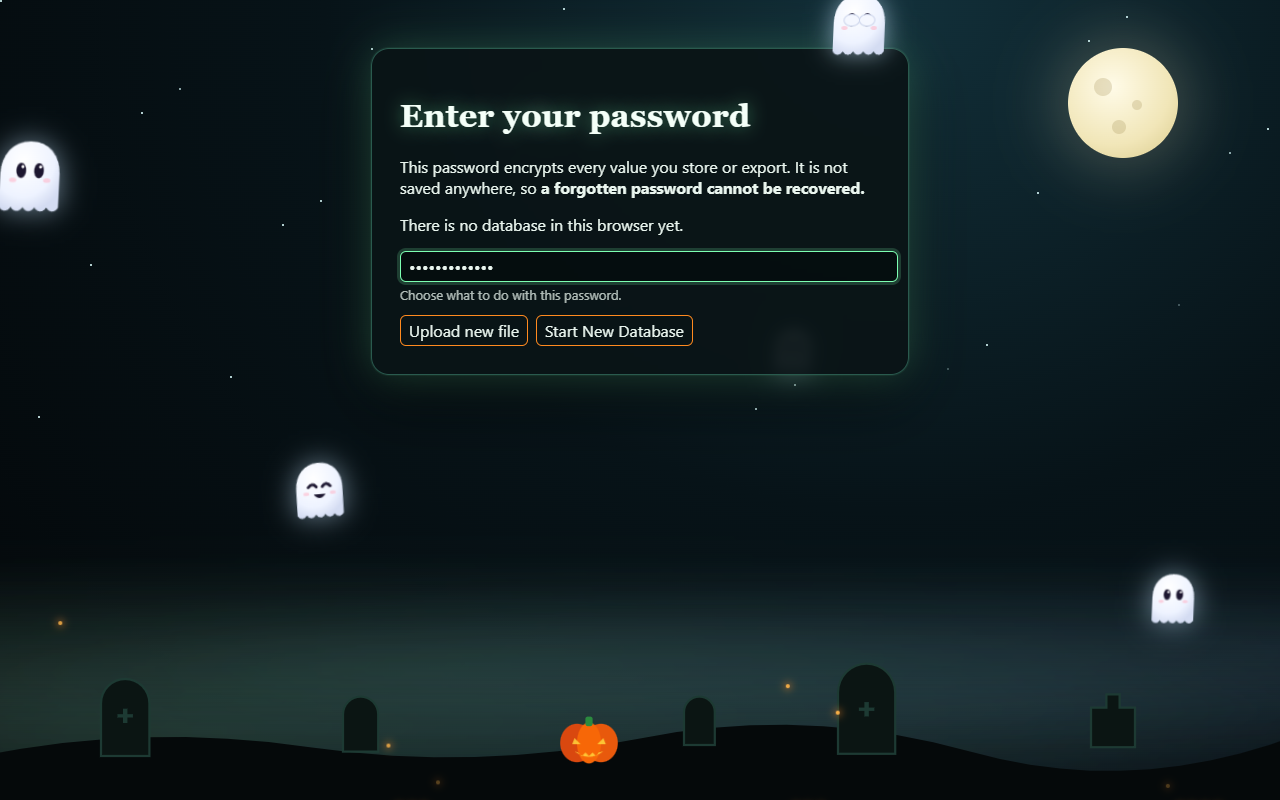 Enter your password
This password encrypts every value you store or export. It is not
saved anywhere, so a forgotten password cannot be recovered.
There is no database in this browser yet.
•••••••••••••
Choose what to do with this password.
Upload new file
Start New Database